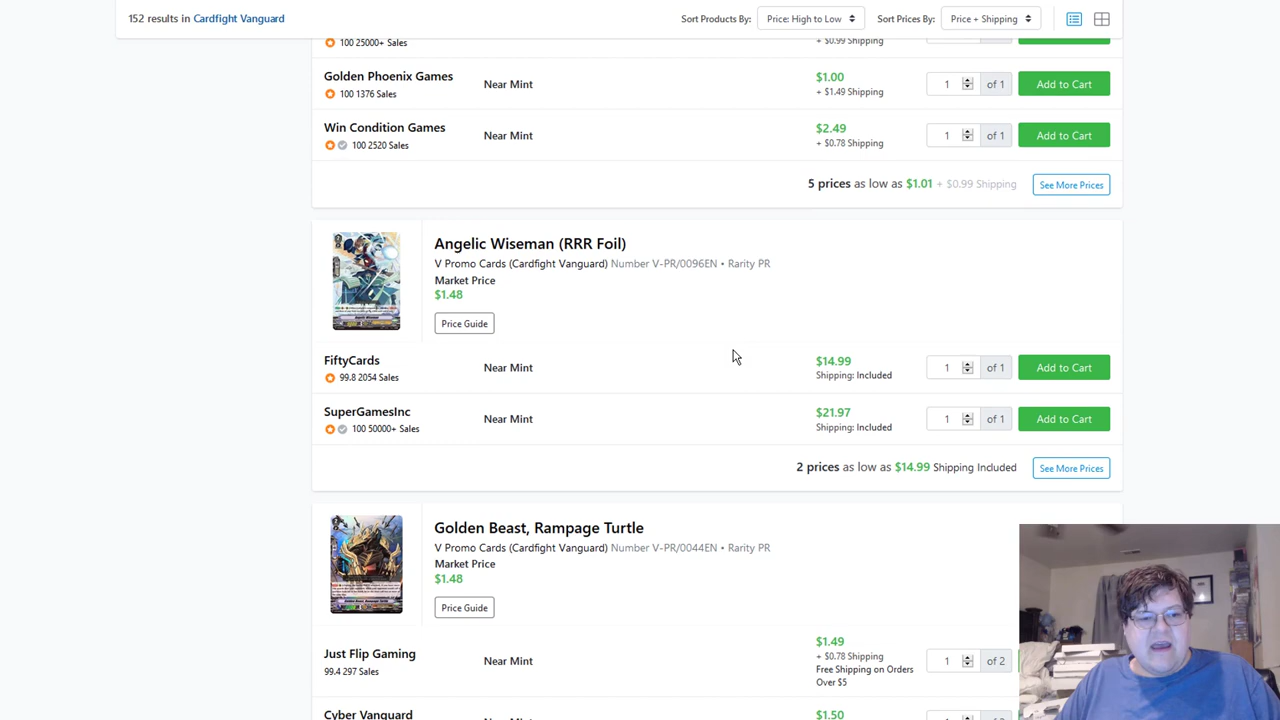 152 results in Cardfight Vanguard
Sort Products By: Price: High to Low Sort Prices By: Price + Shipping
100 25000+ Sales + $0.99 Shipping
Golden Phoenix Games Near Mint $1.00 1 of 1 Add to Cart
100 1376 Sales + $1.49 Shipping
Win Condition Games Near Mint $2.49 1 of 1 Add to Cart
100 2520 Sales + $0.78 Shipping
5 prices as low as $1.01 + $0.99 Shipping See More Prices
Angelic Wiseman (RRR Foil)
V Promo Cards (Cardfight Vanguard) Number V-PR/0096EN • Rarity PR
Market Price
$1.48
Price Guide
FiftyCards Near Mint $14.99 1 of 1 Add to Cart
99.8 2054 Sales Shipping: Included
SuperGamesInc Near Mint $21.97 1 of 1 Add to Cart
100 50000+ Sales Shipping: Included
2 prices as low as $14.99 Shipping Included See More Prices
Golden Beast, Rampage Turtle
V Promo Cards (Cardfight Vanguard) Number V-PR/0044EN • Rarity PR
Market Price
$1.48
Price Guide
Just Flip Gaming Near Mint $1.49 1 of 2
99.4 297 Sales + $0.78 Shipping
Free Shipping on Orders
Over $5
Cyber Vanguard $1.50